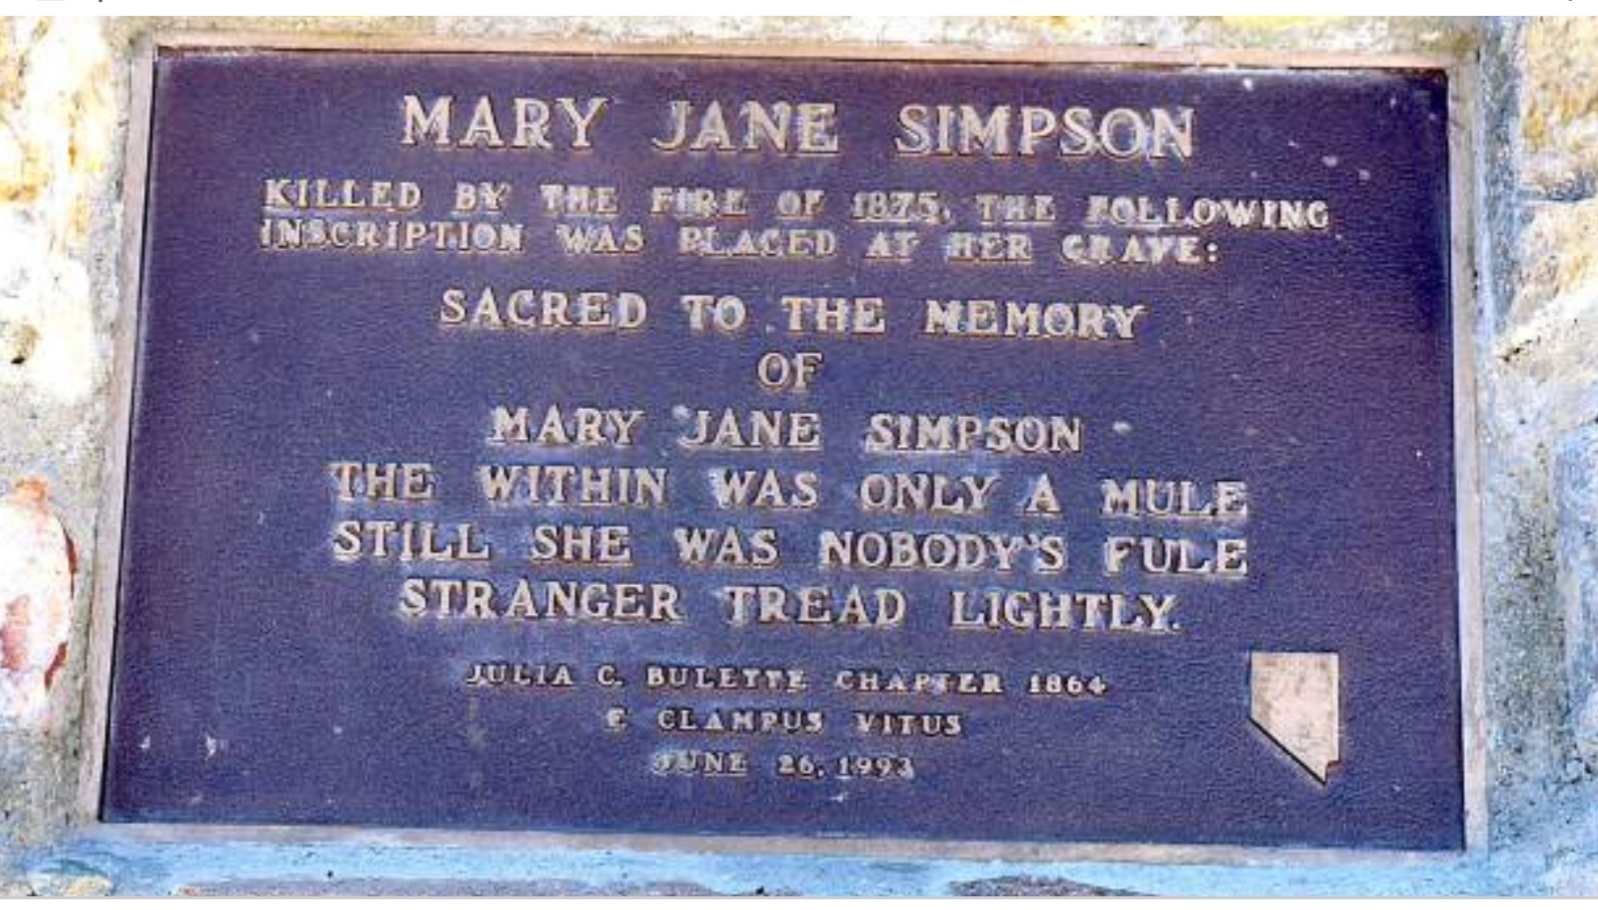 MARY JANE SIMPSON
KILLED BY THE FIRE OF 1875, THE FOLLOWING
INSCRIPTION WAS PLACED AT HER GRAVE:
SACRED TO THE MEMORY
OF
MARY JANE SIMPSON
THE WITHIN WAS ONLY A MULE
STILL SHE WAS NOBODY'S FULE
STRANGER TREAD LIGHTLY.
JULIA C. BULETTE CHAPTER 1864
E CLAMPUS VITUS
JUNE 26, 1993